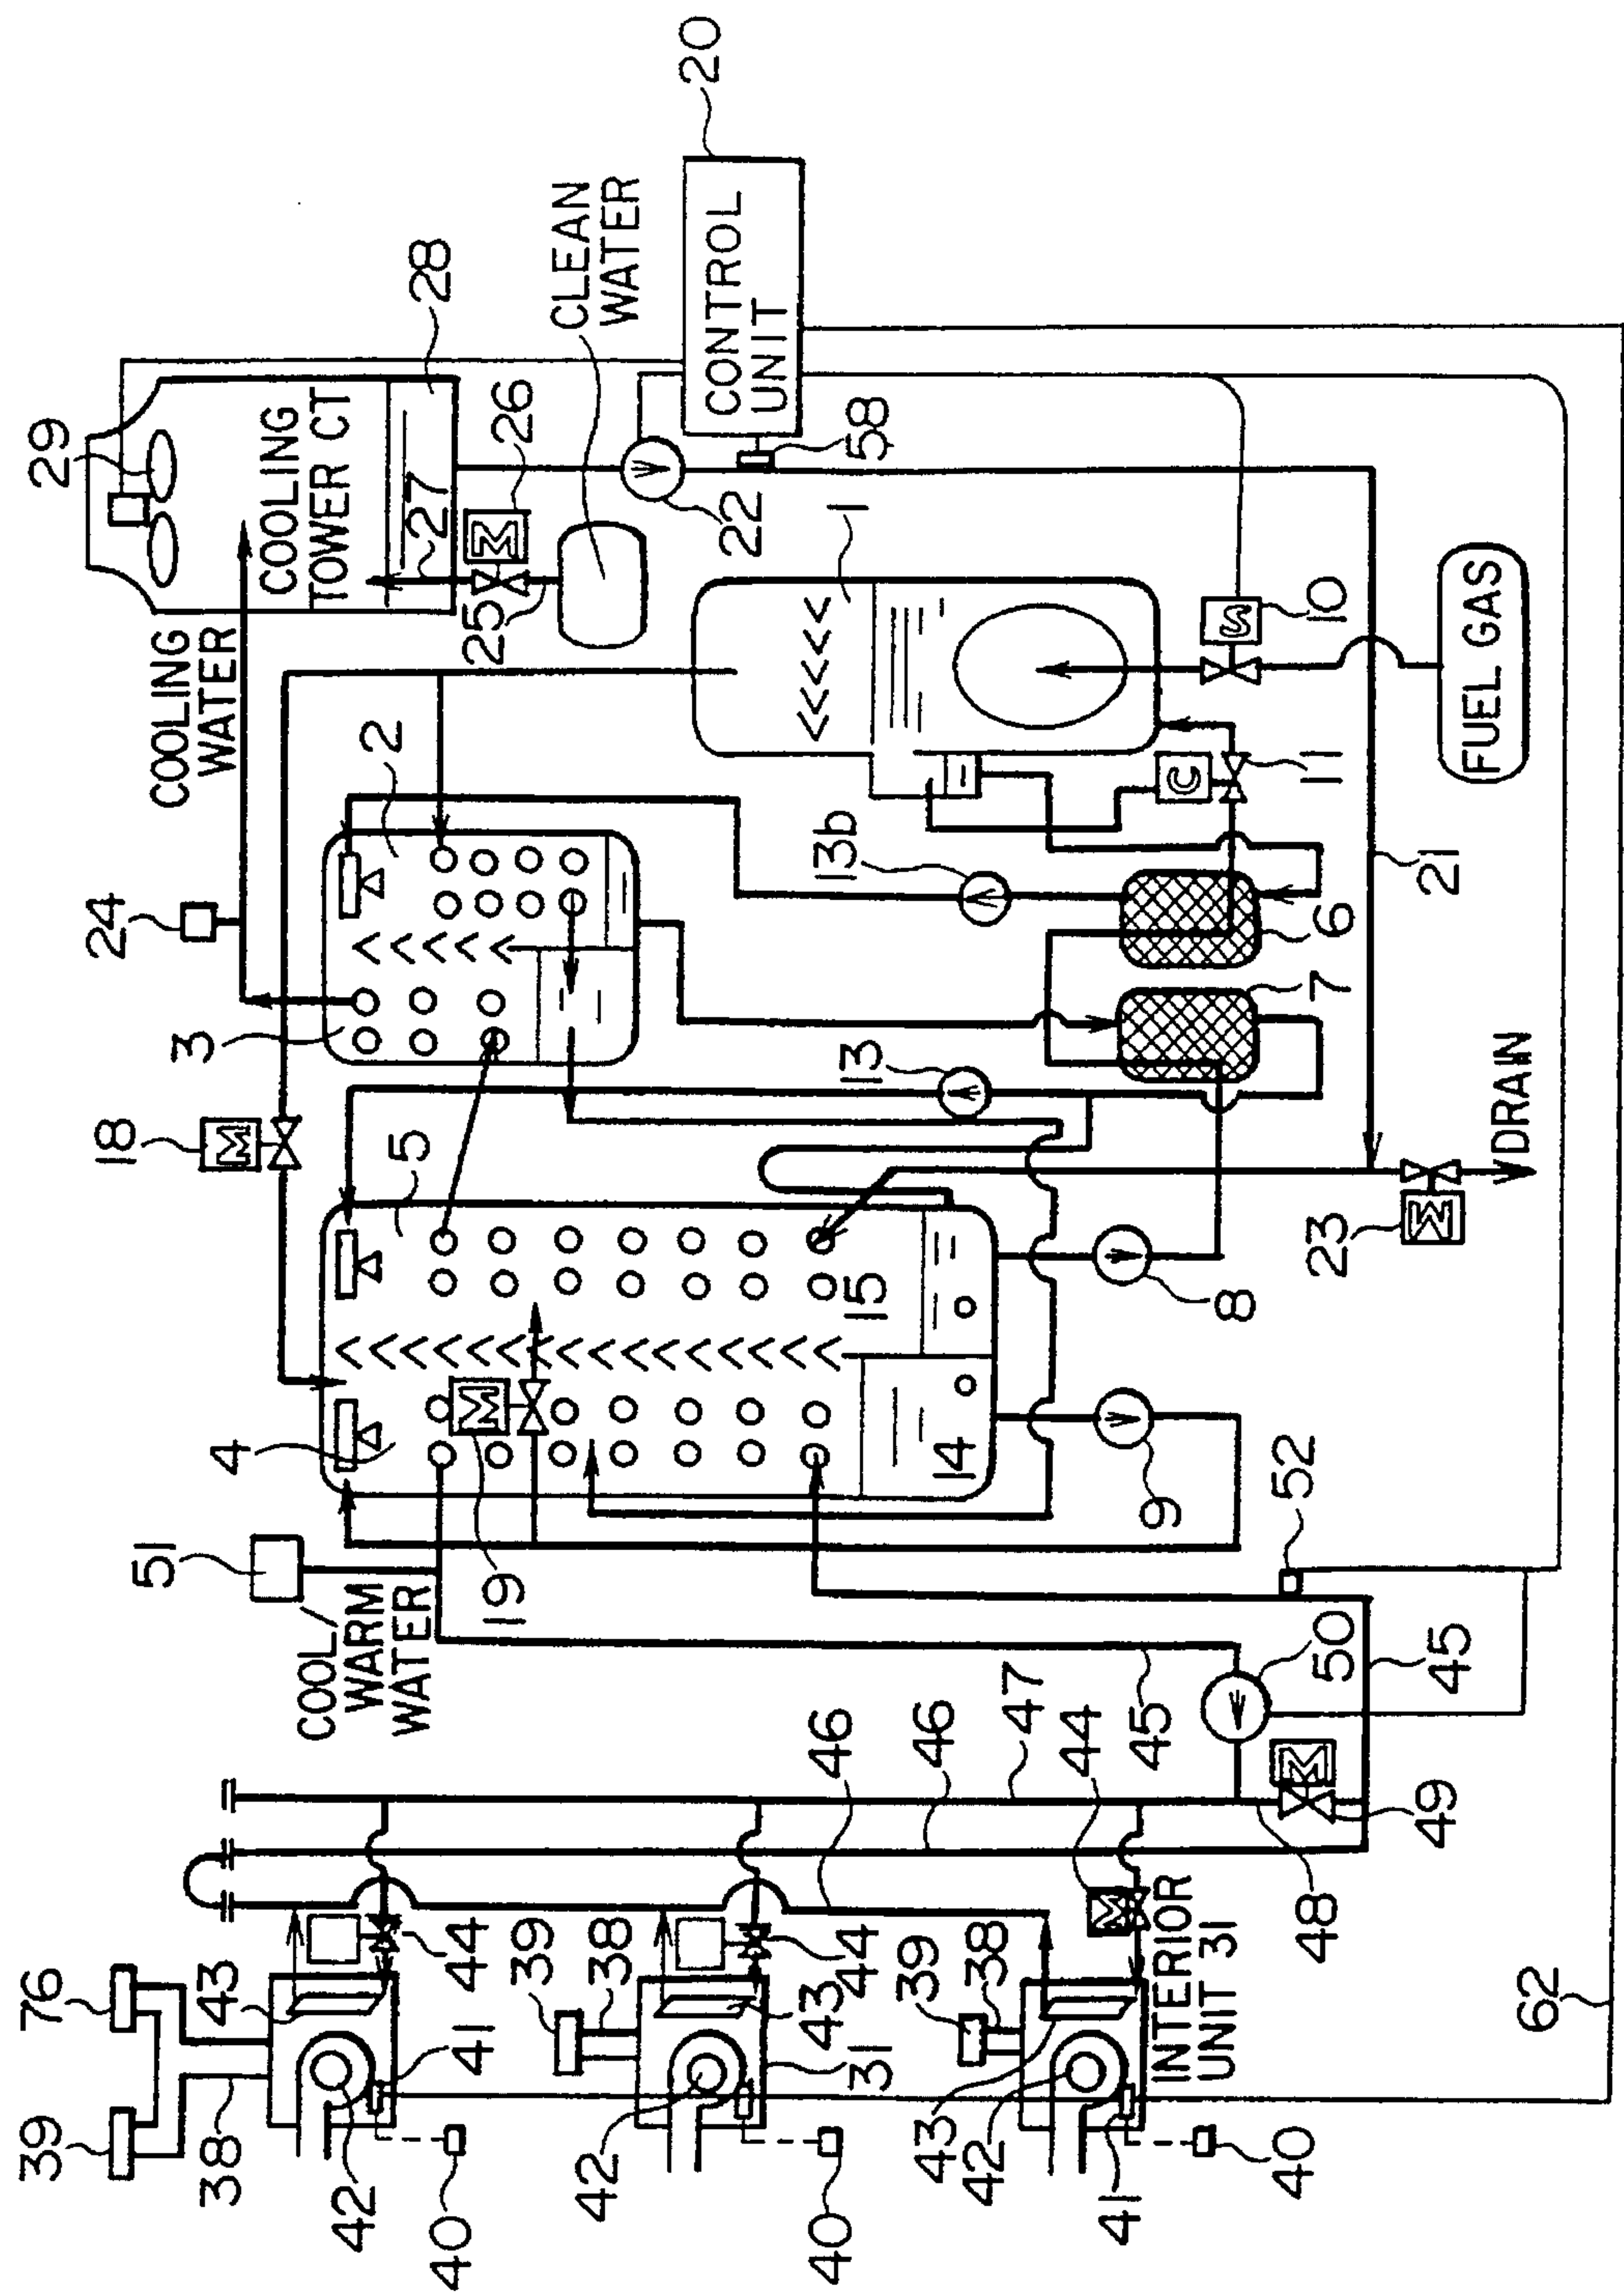 39
76
38
43
42
41
44
40
39
38
42
43
44
31
40
39
38
43
42
41
40
INTERIOR
UNIT 31
M
44
46
46
47
45
48
M
49
50
45
62
52
COOL
WARM
WATER
51
19
M
4
14
9
15
5
8
18
M
M
23
DRAIN
3
24
13
7
2
13b
6
21
COOLING
WATER
C
11
1
S
10
FUEL GAS
25
27
M
26
22
58
COOLING
TOWER CT
29
28
CLEAN
WATER
CONTROL
UNIT
20